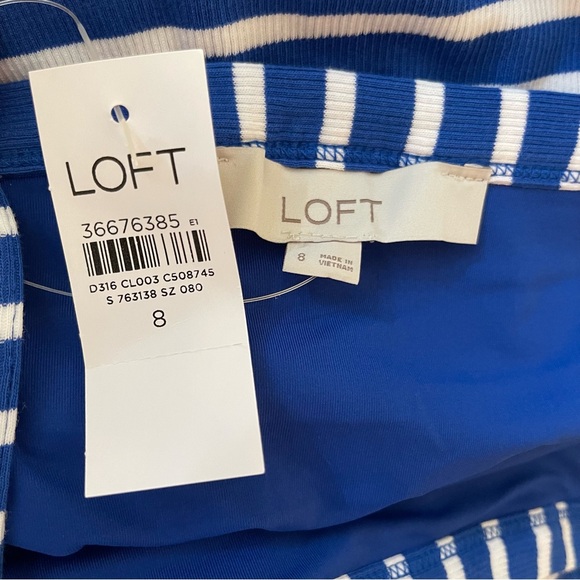 LOFT
36676385 E1
D316 CL003 C508745
S 763138 SZ 080
8
LOFT
8 MADE IN
VIETNAM